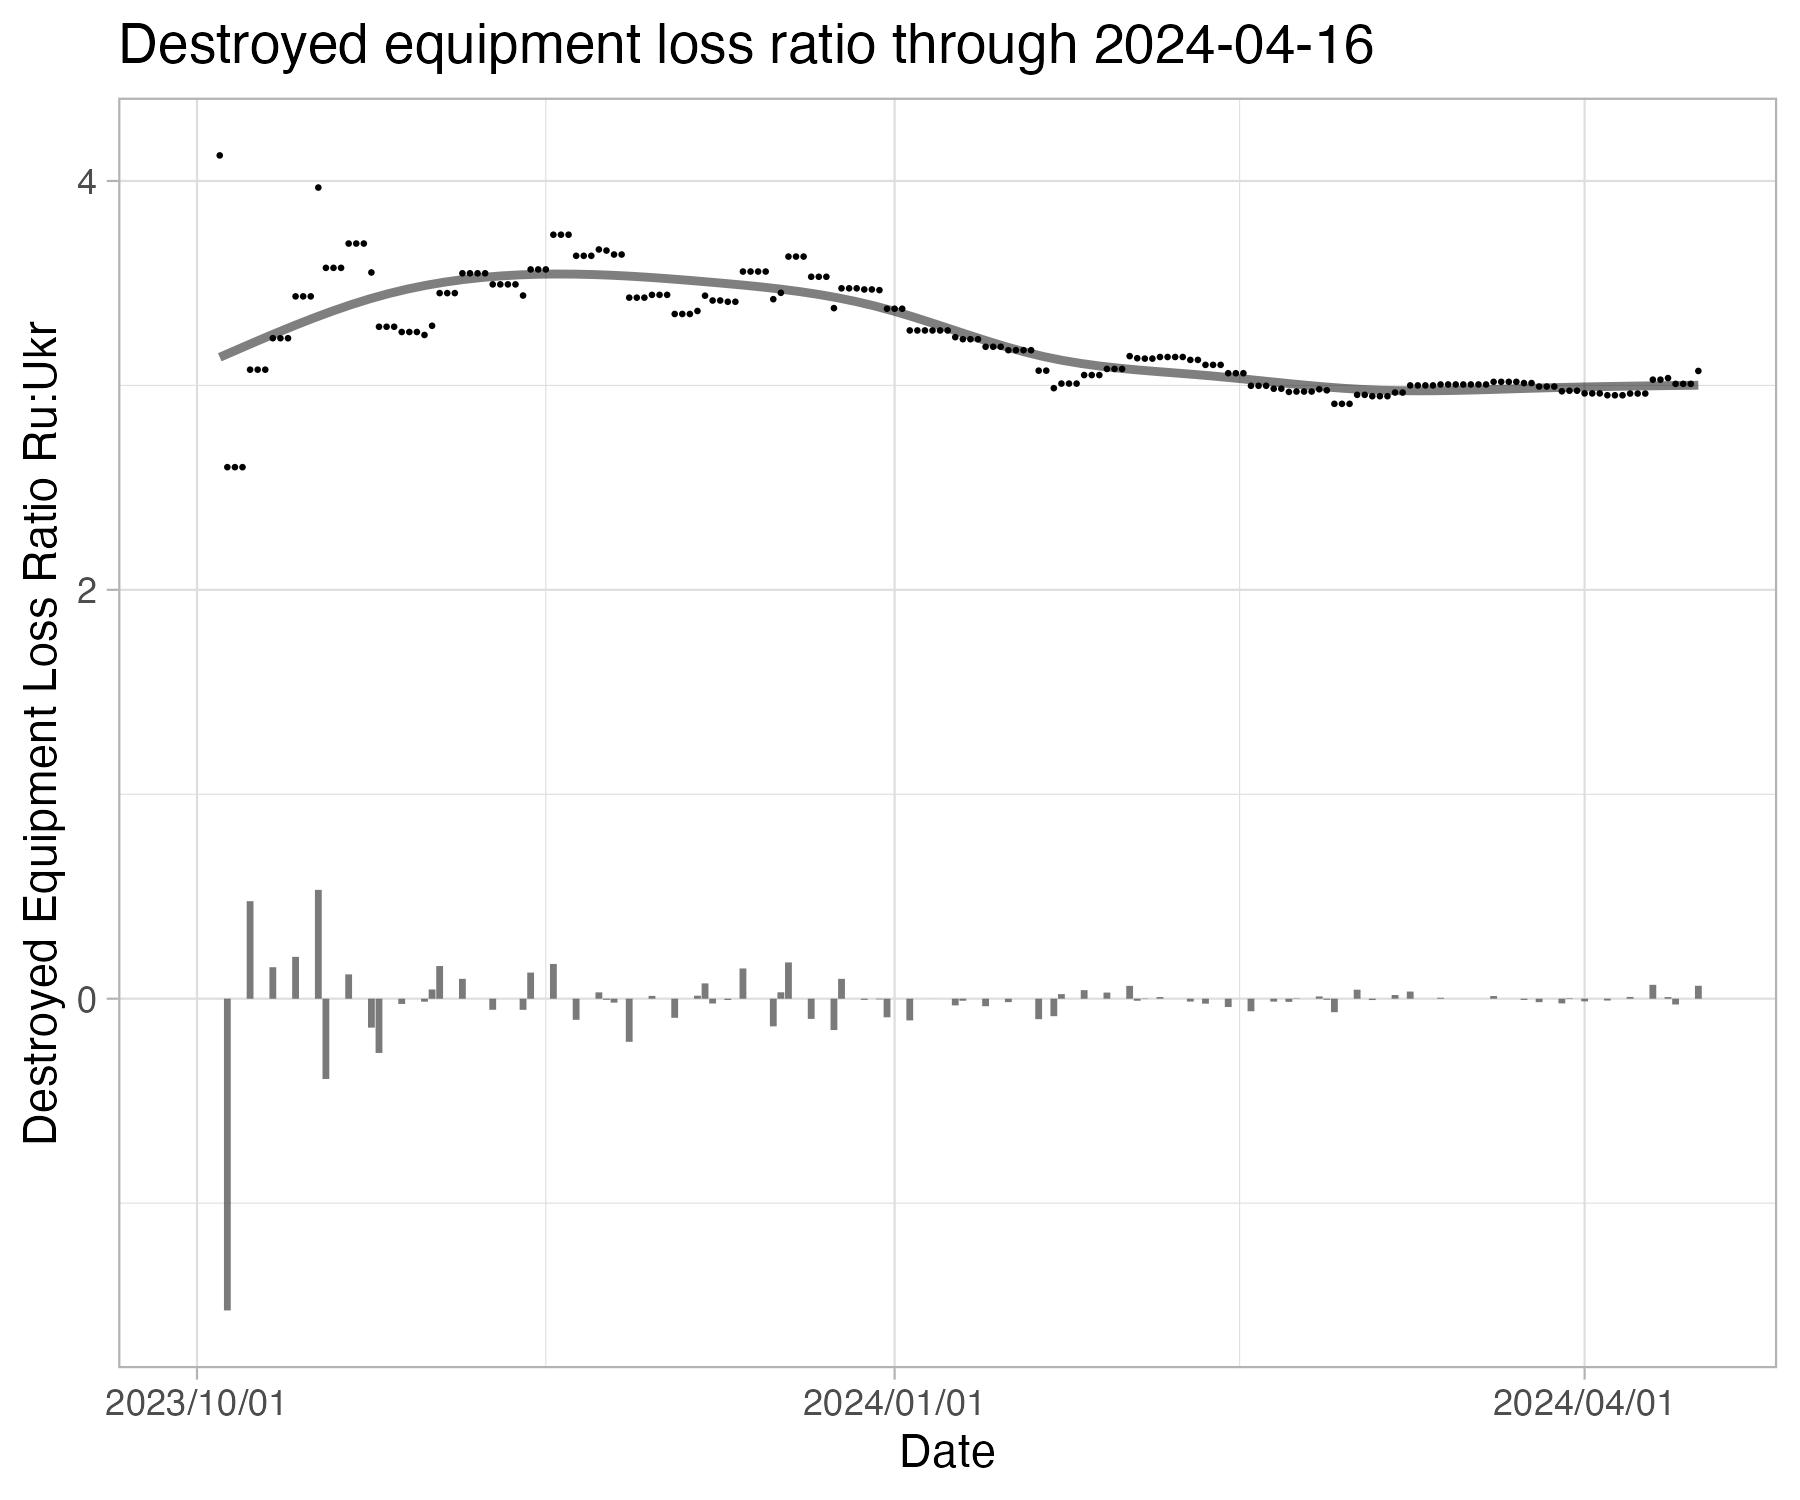 Destroyed equipment loss ratio through 2024-04-16
Destroyed Equipment Loss Ratio Ru:Ukr
4
2
0
2023/10/01
2024/01/01
2024/04/01
Date